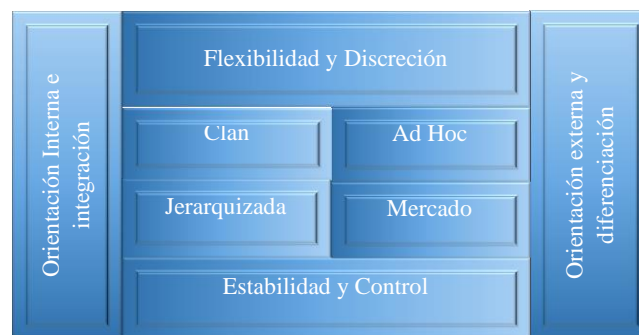 Orientación Interna e
integración
Flexibilidad y Discreción
Clan
Ad Hoc
Jerarquizada
Mercado
Estabilidad y Control
Orientación externa y
diferenciación